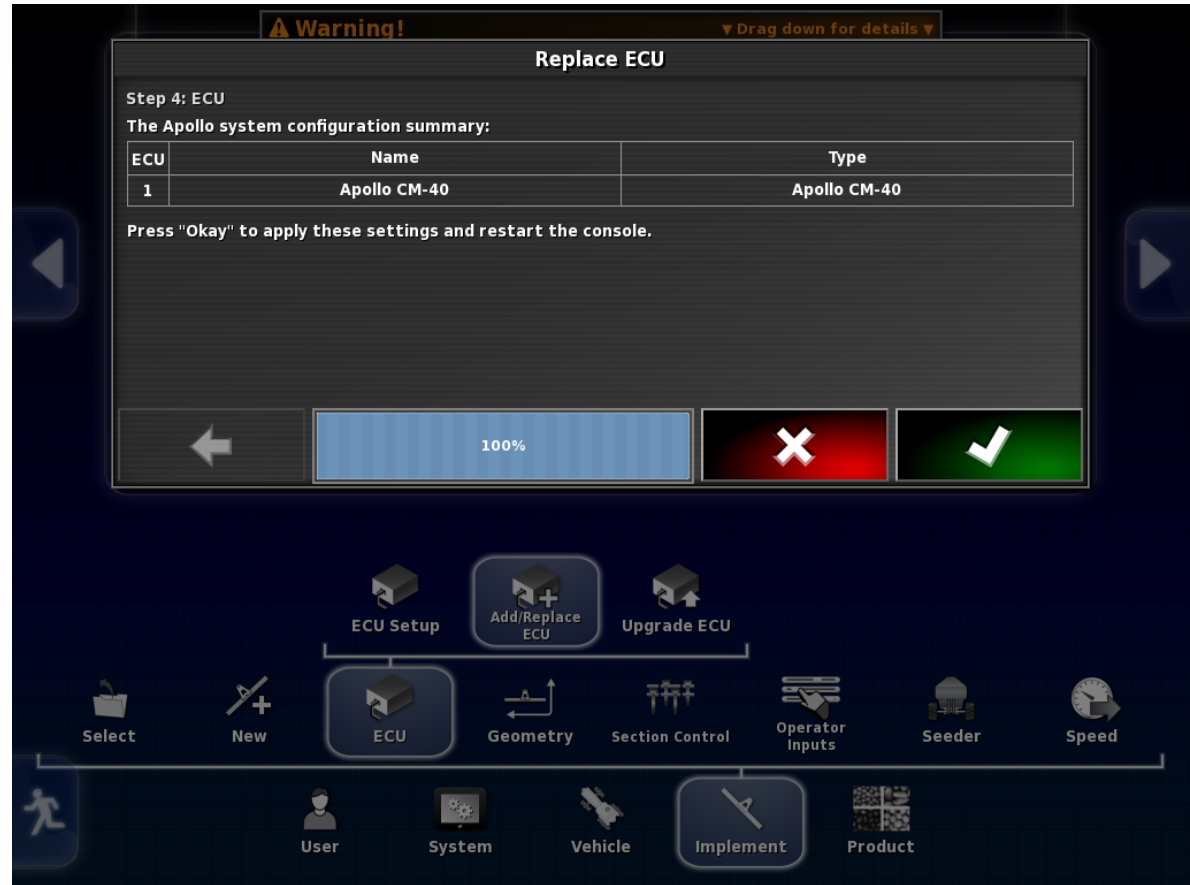 Warning!
▼ Drag down for details ▼
Replace ECU
Step 4: ECU
The Apollo system configuration summary:
ECU Name Type
1 Apollo CM-40 Apollo CM-40
Press "Okay" to apply these settings and restart the console.
100%
ECU Setup
Add/Replace
ECU
Upgrade ECU
Select
New
ECU
Geometry
Section Control
Operator
Inputs
Seeder
Speed
User
System
Vehicle
Implement
Product